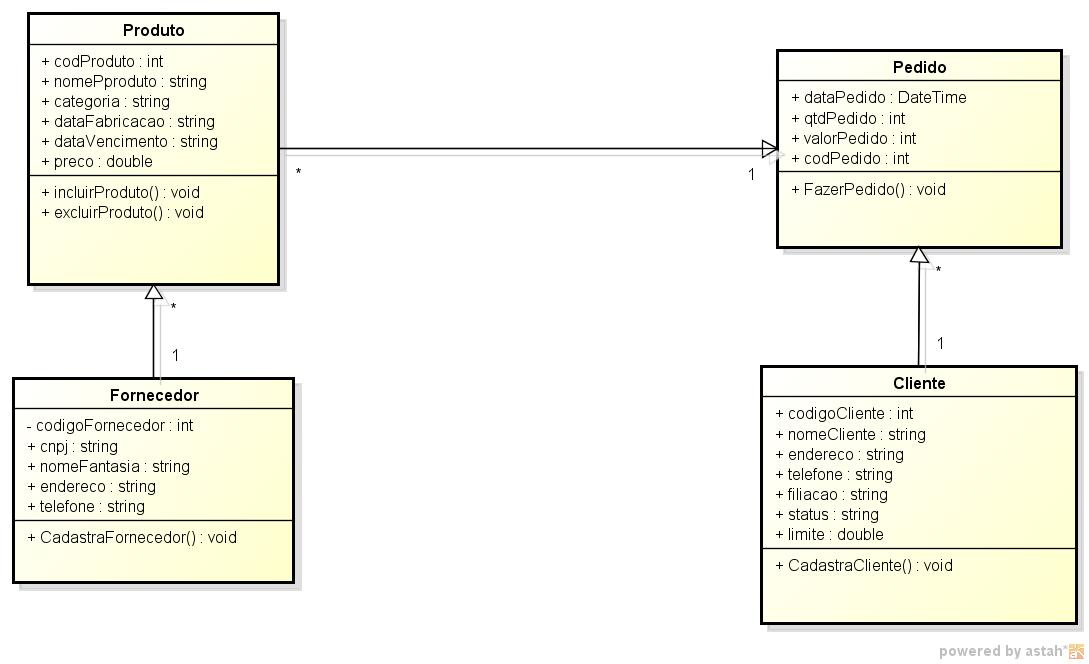 Produto
+ codProduto : int
+ nomePproduto : string
+ categoria : string
+ dataFabricacao : string
+ dataVencimento : string
+ preco : double
+ incluirProduto() : void
+ excluirProduto() : void
Pedido
+ dataPedido : DateTime
+ qtdPedido : int
+ valorPedido : int
+ codPedido : int
+ FazerPedido() : void
*
1
*
1
*
1
Fornecedor
- codigoFornecedor : int
+ cnpj : string
+ nomeFantasia : string
+ endereco : string
+ telefone : string
+ CadastraFornecedor() : void
Cliente
+ codigoCliente : int
+ nomeCliente : string
+ endereco : string
+ telefone : string
+ filiacao : string
+ status : string
+ limite : double
+ CadastraCliente() : void
powered by astah*